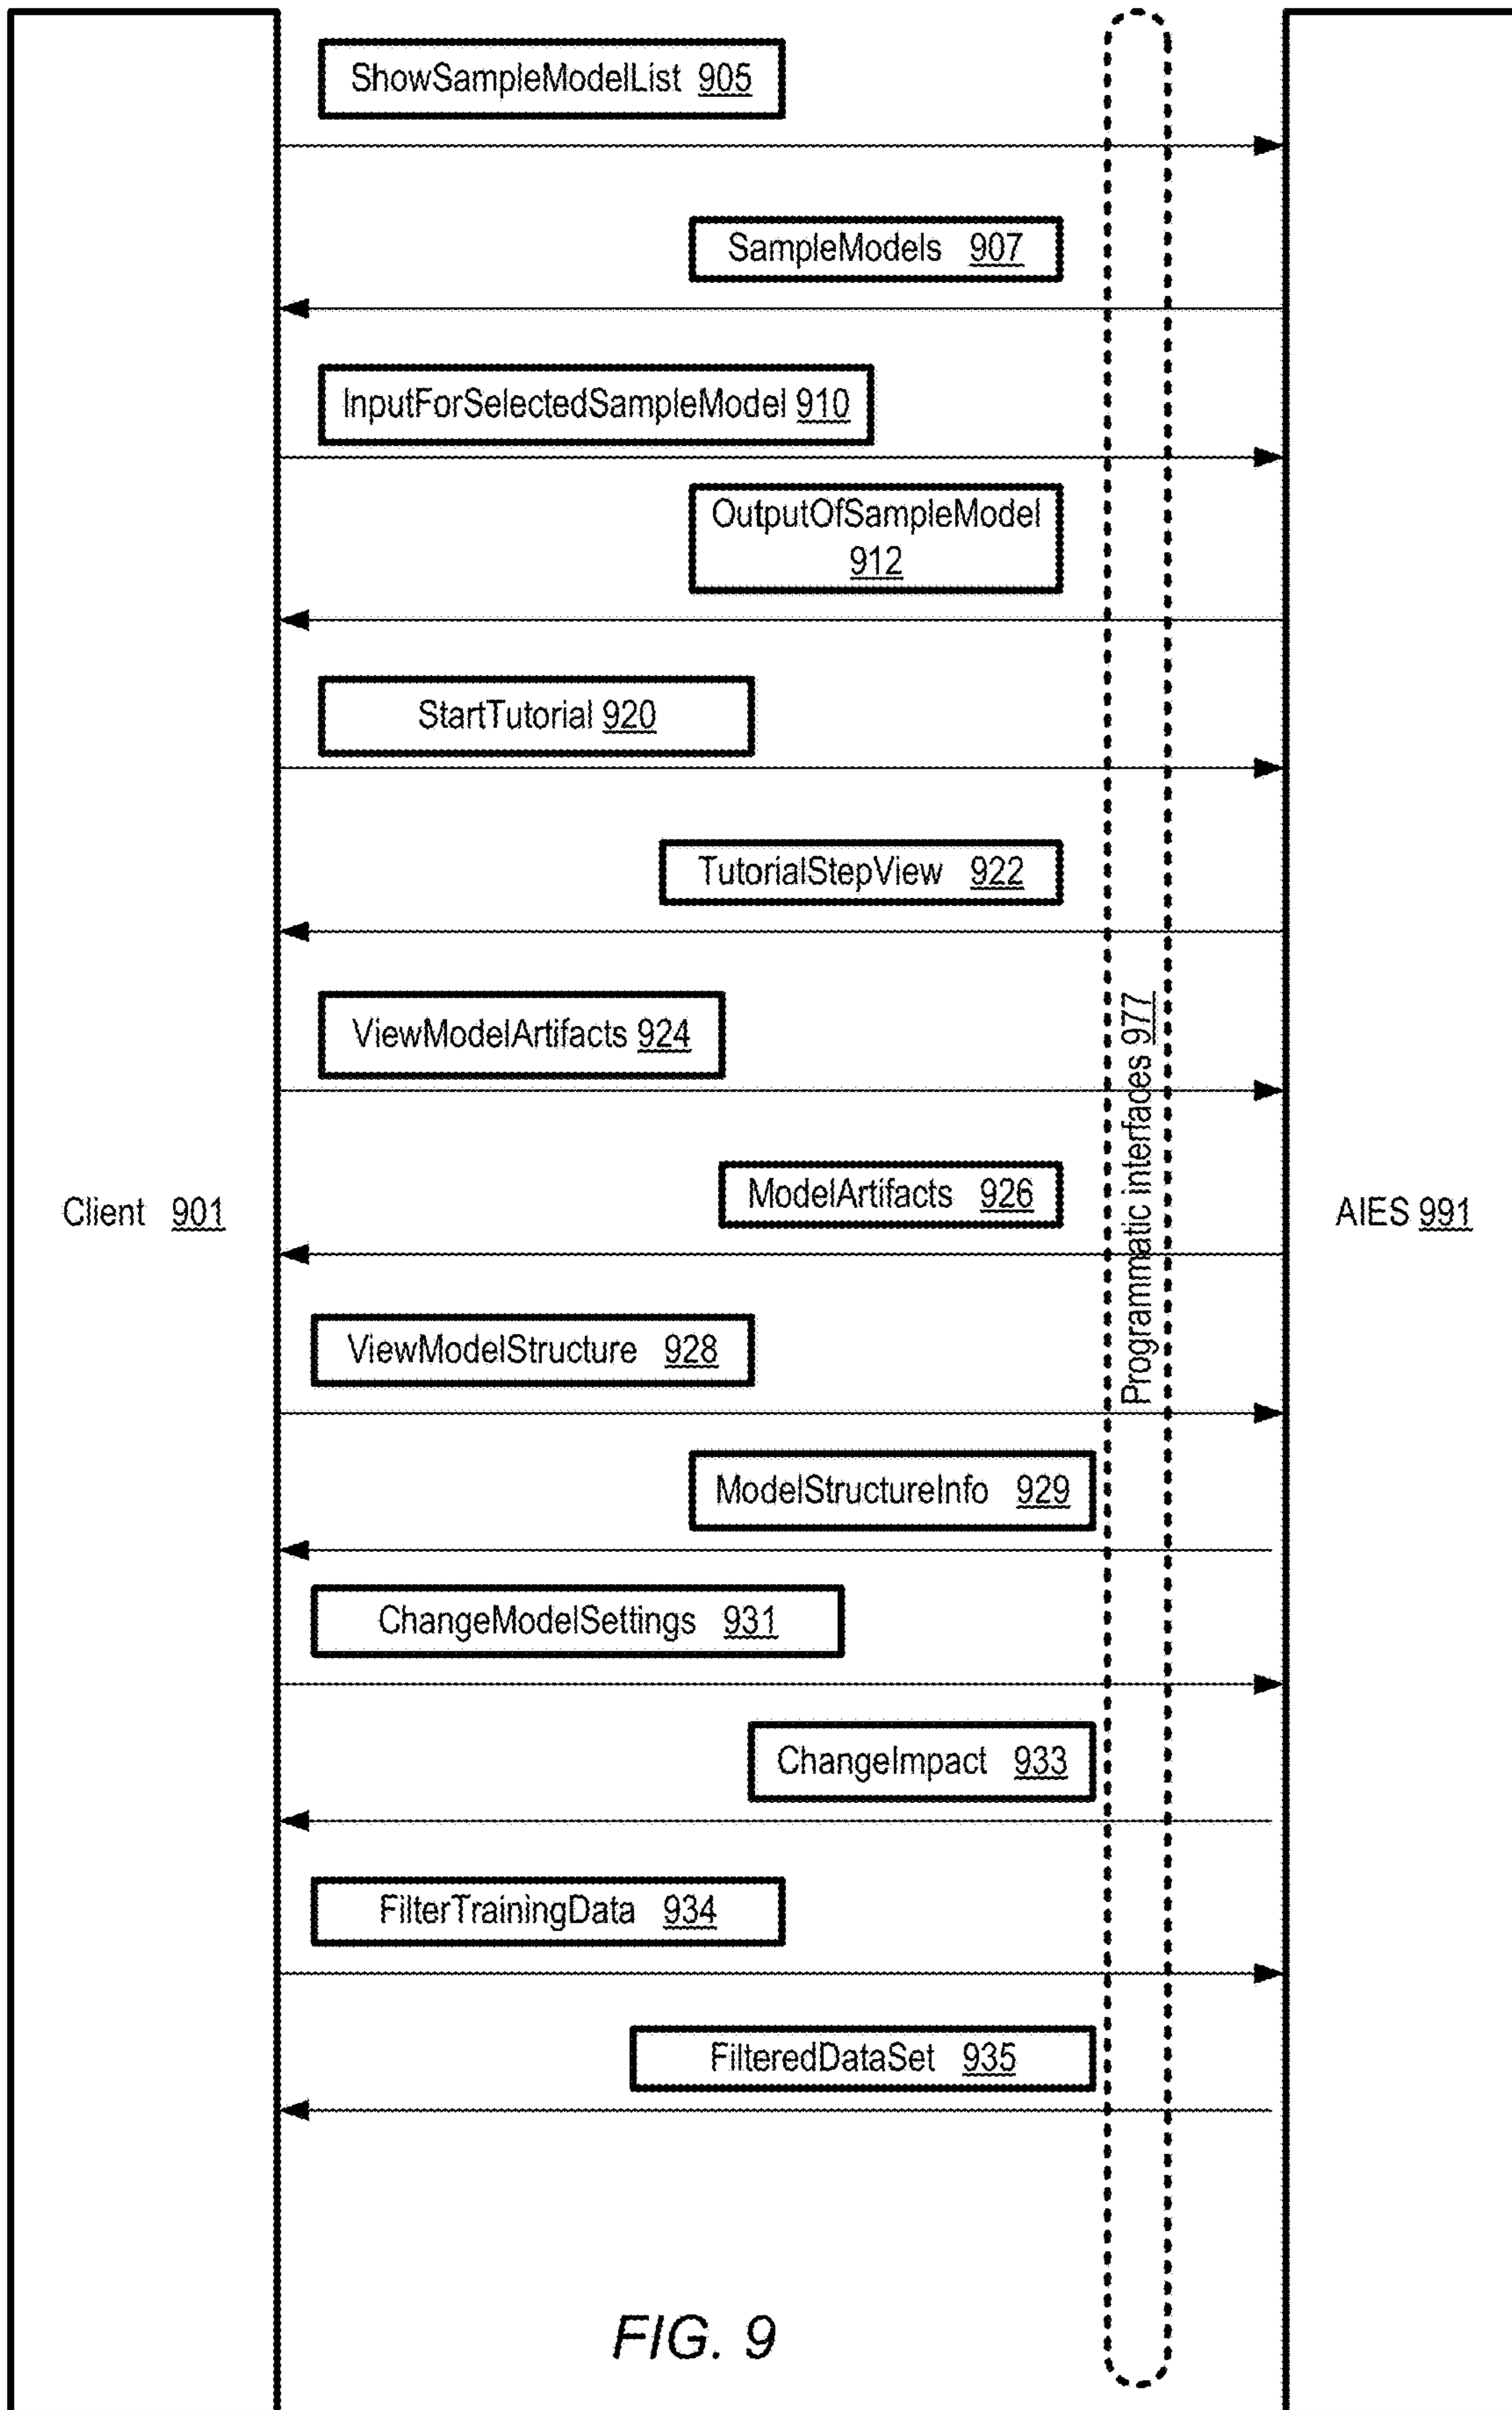 ShowSampleModelList 905
SampleModels 907
InputForSelectedSampleModel 910
OutputOfSampleModel
912
StartTutorial 920
TutorialStepView 922
ViewModelArtifacts 924
ModelArtifacts 926
Client 901
Programmatic interfaces 977
AIES 991
ViewModelStructure 928
ModelStructureInfo 929
ChangeModelSettings 931
ChangeImpact 933
FilterTrainingData 934
FilteredDataSet 935
FIG. 9